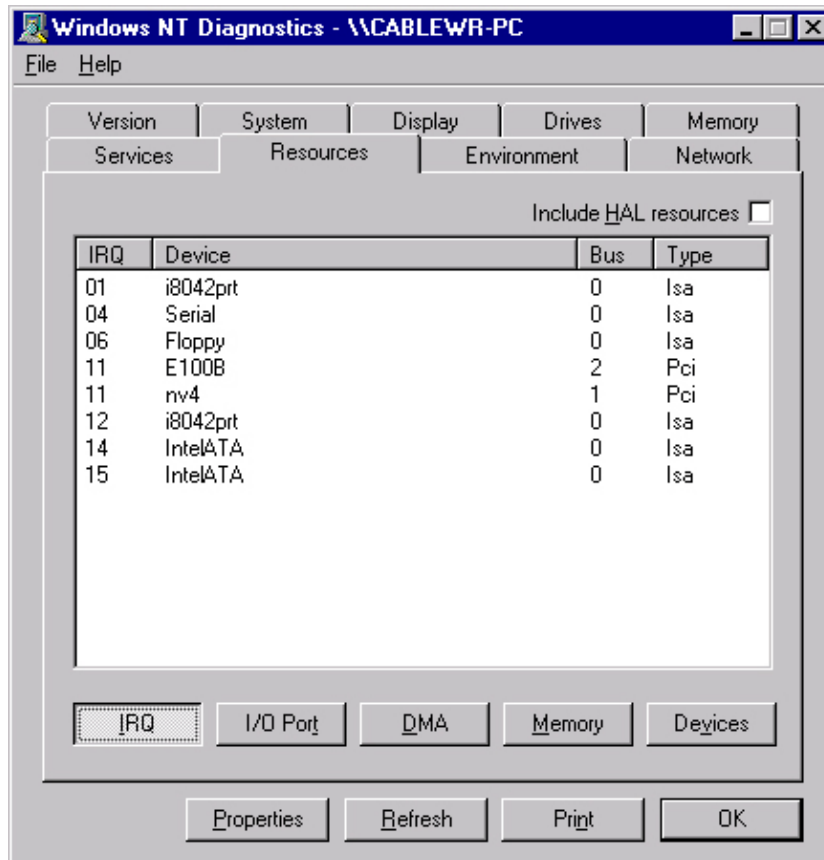 Windows NT Diagnostics - \\CABLEWR-PC
File Help
Version System Display Drives Memory
Services Resources Environment Network
Include HAL resources
IRQ Device Bus Type
01 i8042prt 0 Isa
04 Serial 0 Isa
06 Floppy 0 Isa
11 E100B 2 Pci
11 nv4 1 Pci
12 i8042prt 0 Isa
14 IntelATA 0 Isa
15 IntelATA 0 Isa
IRQ I/O Port DMA Memory Devices
Properties Refresh Print OK